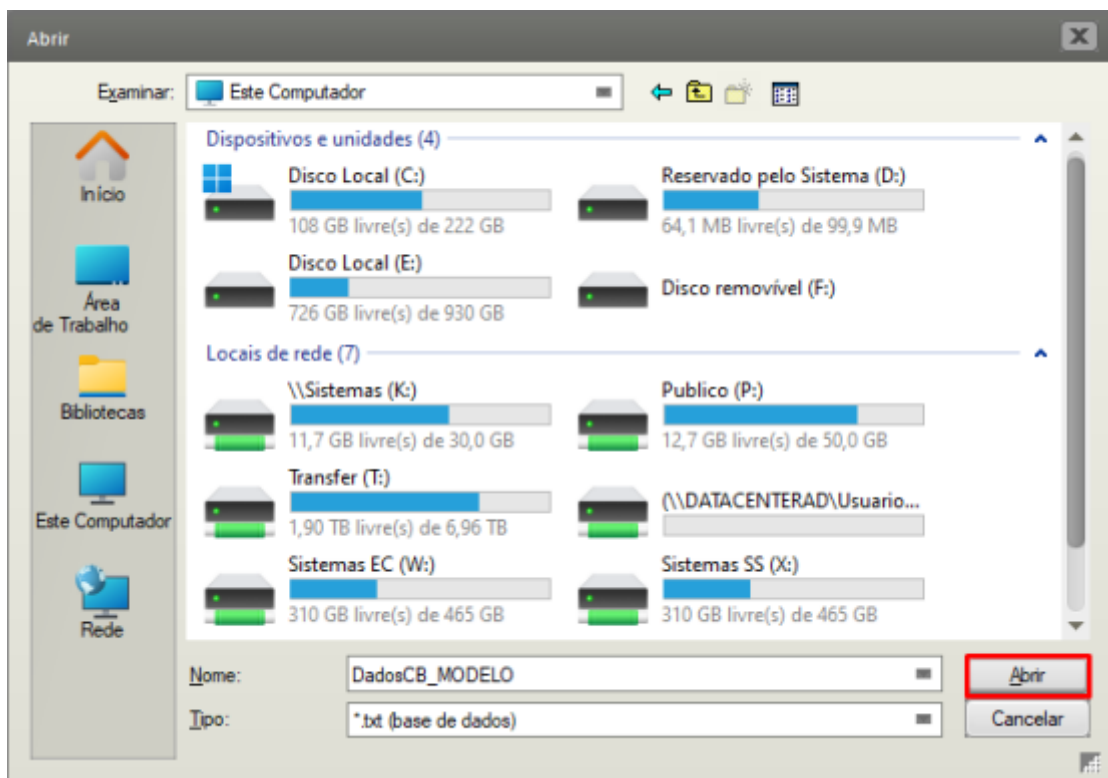 Abrir
Examinar:
Este Computador
Início
Área
de Trabalho
Bibliotecas
Este Computador
Rede
Dispositivos e unidades (4)
Disco Local (C:)
108 GB livre(s) de 222 GB
Reservado pelo Sistema (D:)
64,1 MB livre(s) de 99,9 MB
Disco Local (E:)
726 GB livre(s) de 930 GB
Disco removível (F:)
Locais de rede (7)
\\Sistemas (K:)
11,7 GB livre(s) de 30,0 GB
Publico (P:)
12,7 GB livre(s) de 50,0 GB
Transfer (T:)
1,90 TB livre(s) de 6,96 TB
(\\DATACENTERAD\Usuario...
Sistemas EC (W:)
310 GB livre(s) de 465 GB
Sistemas SS (X:)
310 GB livre(s) de 465 GB
Nome:
DadosCB_MODELO
Abrir
Tipo:
*.txt (base de dados)
Cancelar